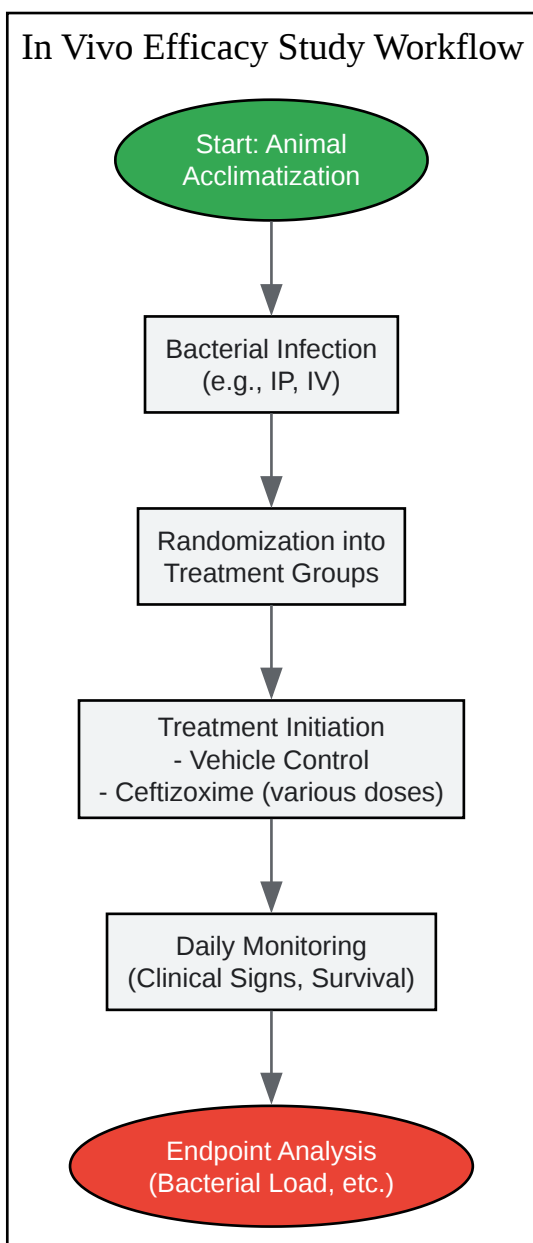 In Vivo Efficacy Study Workflow
Start: Animal
Acclimatization
Bacterial Infection
(e.g., IP, IV)
Randomization into
Treatment Groups
Treatment Initiation
- Vehicle Control
- Ceftizoxime (various doses)
Daily Monitoring
(Clinical Signs, Survival)
Endpoint Analysis
(Bacterial Load, etc.)